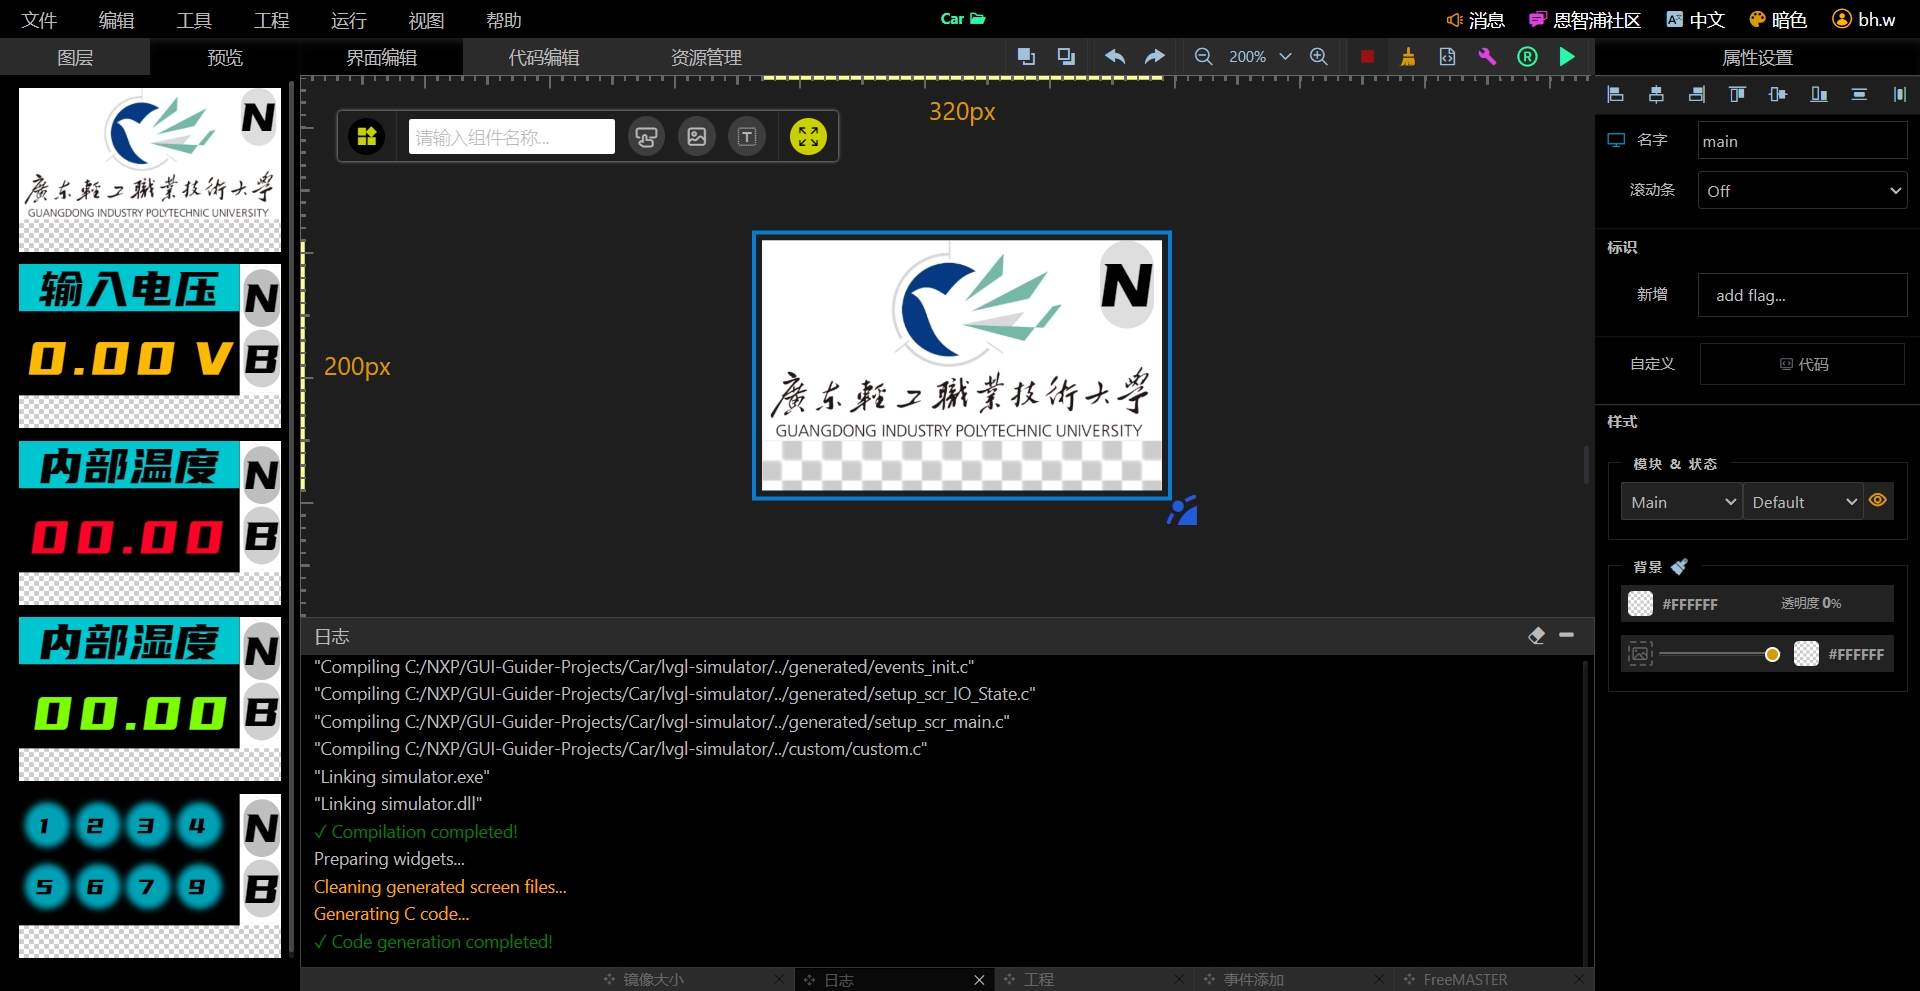 文件 编辑 工具 工程 运行 视图 帮助 Car 消息 恩智浦社区 中文 暗色 bh.w
图层 预览 界面编辑 代码编辑 资源管理 200% 属性设置
N
廣东輕工職業技術大学
GUANGDONG INDUSTRY POLYTECHNIC UNIVERSITY
输入电压 N
0.00 V B
内部温度 N
00.00 B
内部湿度 N
00.00 B
1 2 3 4 N
5 6 7 9 B
320px
请输入组件名称...
T
200px
N
廣东輕工職業技術大学
GUANGDONG INDUSTRY POLYTECHNIC UNIVERSITY
日志
"Compiling C:/NXP/GUI-Guider-Projects/Car/lvgl-simulator/../generated/events_init.c"
"Compiling C:/NXP/GUI-Guider-Projects/Car/lvgl-simulator/../generated/setup_scr_IO_State.c"
"Compiling C:/NXP/GUI-Guider-Projects/Car/lvgl-simulator/../generated/setup_scr_main.c"
"Compiling C:/NXP/GUI-Guider-Projects/Car/lvgl-simulator/../custom/custom.c"
"Linking simulator.exe"
"Linking simulator.dll"
✓ Compilation completed!
Preparing widgets...
Cleaning generated screen files...
Generating C code...
✓ Code generation completed!
镜像大小 日志 工程 事件添加 FreeMASTER
名字 main
滚动条 Off
标识
新增 add flag...
自定义 代码
样式
模块 & 状态
Main Default
背景
#FFFFFF 透明度 0%
#FFFFFF